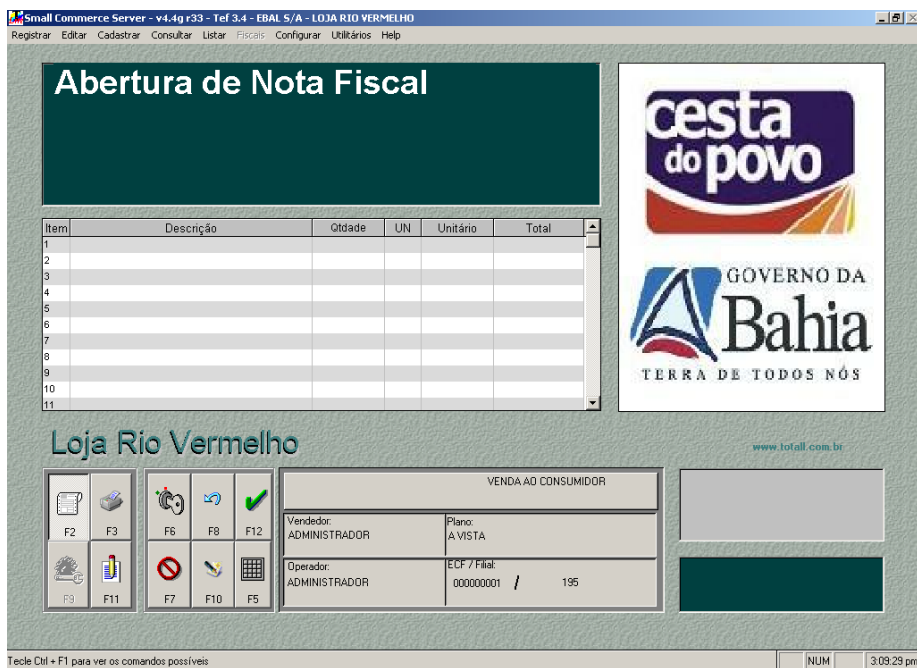 Small Commerce Server - v4.4g r33 - Tef 3.4 - EBAL S/A - LOJA RIO VERMELHO
Registrar Editar Cadastrar Consultar Listar Fiscais Configurar Utilitários Help
Abertura de Nota Fiscal
cesta
do povo
Item Descrição Qtdade UN Unitário Total
1
2
3
4
5
6
7
8
9
10
11
GOVERNO DA
Bahia
TERRA DE TODOS NÓS
Loja Rio Vermelho
www.totall.com.br
F2 F3 F6 F8 F12
F9 F11 F7 F10 F5
VENDA AO CONSUMIDOR
Vendedor: Plano:
ADMINISTRADOR A VISTA
Operador: ECF / Filial:
ADMINISTRADOR 000000001 / 195
Tecle Ctrl + F1 para ver os comandos possíveis NUM 3:09:29 pm